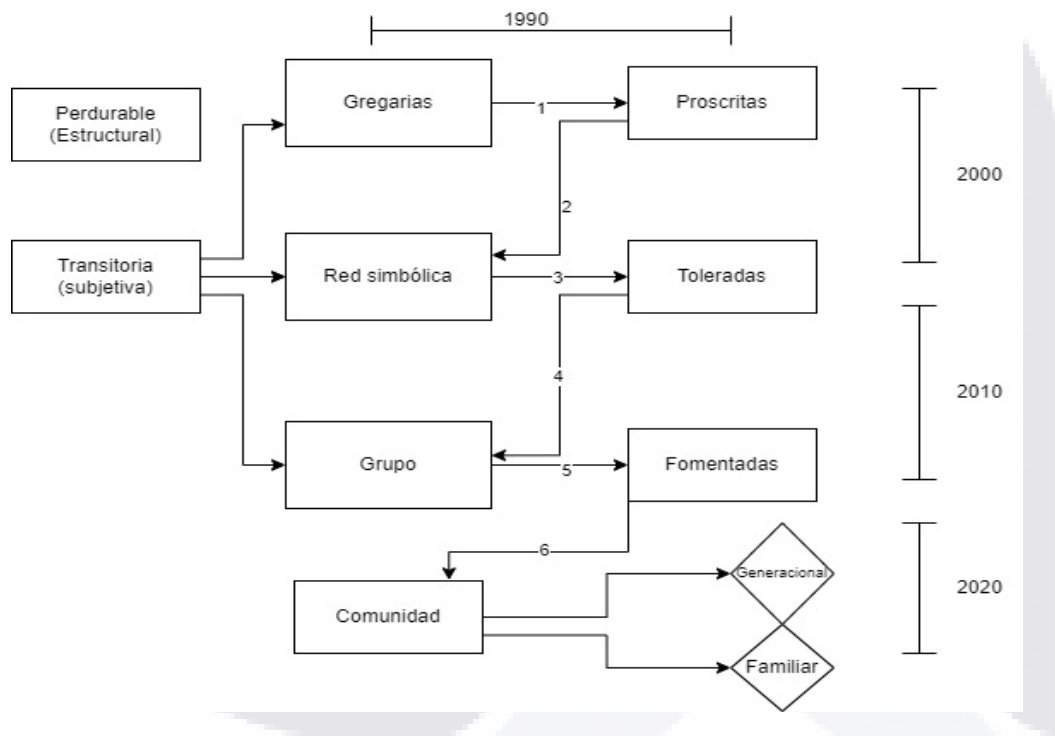 1990
Perdurable
(Estructural)
Gregarias
1
Proscritas
2000
2
Transitoria
(subjetiva)
Red simbólica
3
Toleradas
4
2010
Grupo
5
Fomentadas
6
Generacional
2020
Comunidad
Familiar